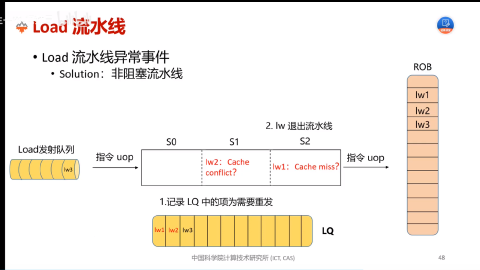 Load 流水线
• Load 流水线异常事件
• Solution：非阻塞流水线
ROB
lw1
lw2
lw3
2. lw 退出流水线
S0
S1
S2
Load发射队列
lw3
指令 uop
lw2：Cache
conflict?
lw1：Cache miss?
指令 uop
1.记录 LQ 中的项为需要重发
lw1
lw2
lw3
LQ
中国科学院计算技术研究所 (ICT, CAS)
48